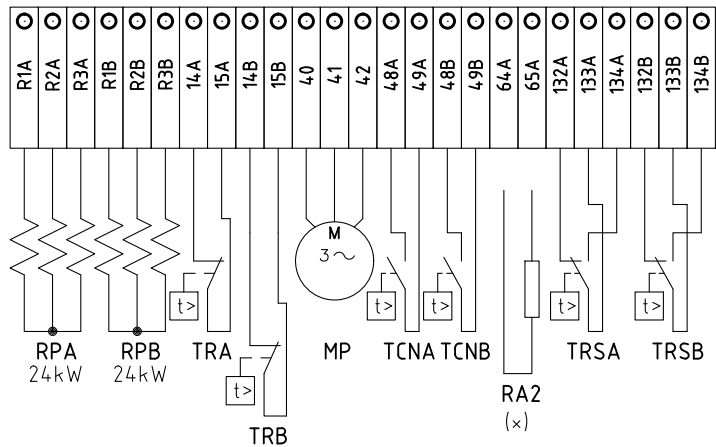 R1A R2A R3A R1B R2B R3B 14A 15A 14B 15B 40 41 42 48A 49A 48B 49B 64A 65A 132A 133A 134A 132B 133B 134B
M
3~
t> t> t> t> t>
t>
RPA RPB TRA MP TCNA TCNB TRSA TRSB
24kW 24kW
RA2
(x)
TRB